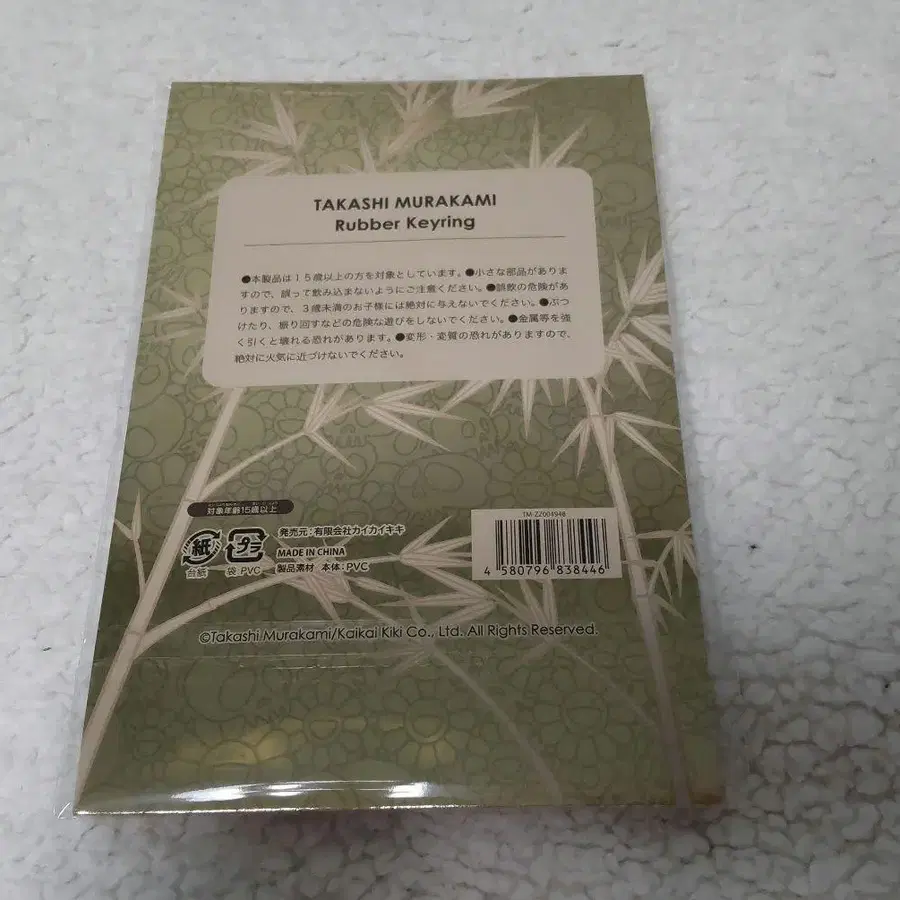 TAKASHI MURAKAMI
Rubber Keyring
●本製品は15歳以上の方を対象としています。●小さな部品がありま
すので、誤って飲み込まないようにご注意ください。●誤飲の危険があ
りますので、3歳未満のお子様には絶対に与えないでください。●ぶつ
けたり、振り回すなどの危険な遊びをしないでください。●金属等を強
く引くと壊れる恐れがあります。●変形・変質の恐れがありますので、
絶対に火気に近づけないでください。
対象年齢15歳以上
発売元:有限会社カイカイキキ
MADE IN CHINA
製品素材 本体:PVC
紙
台紙
プラ
袋 PVC
TM-ZZ004948
4 580796 838446
©Takashi Murakami/Kaikai Kiki Co., Ltd. All Rights Reserved.